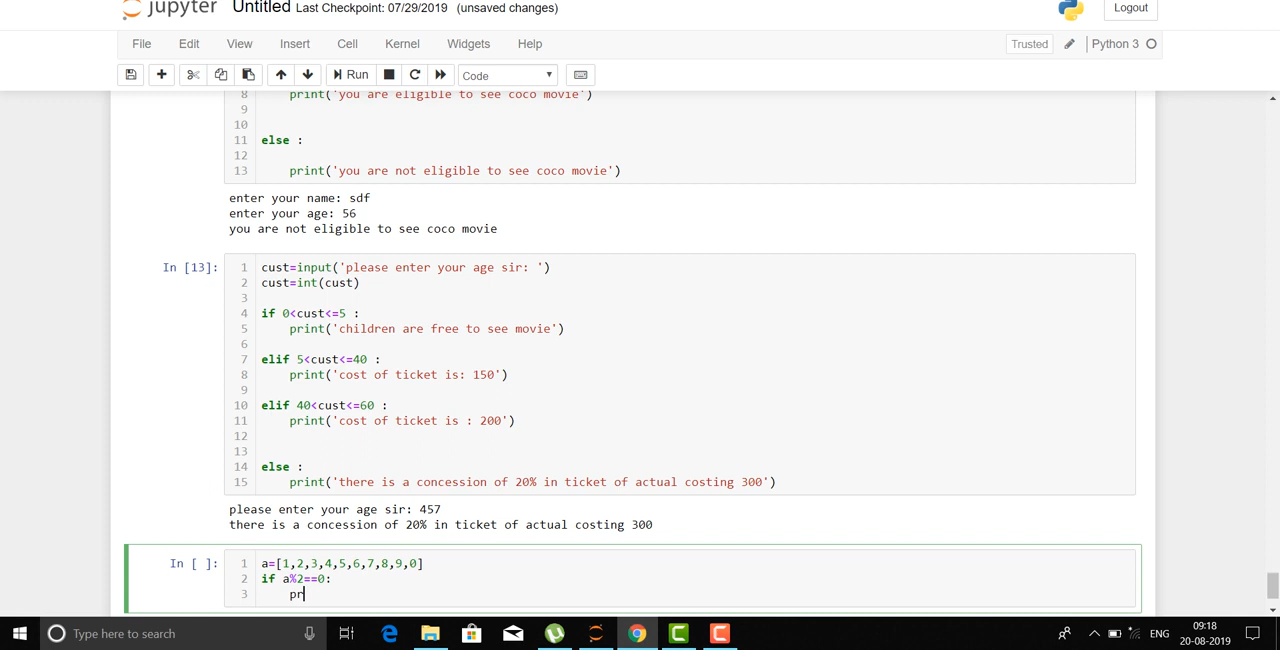 jupyter Untitled Last Checkpoint: 07/29/2019 (unsaved changes) Logout
File Edit View Insert Cell Kernel Widgets Help Trusted Python 3
Run Code
8 print('you are eligible to see coco movie')
9
10
11 else :
12
13 print('you are not eligible to see coco movie')
enter your name: sdf
enter your age: 56
you are not eligible to see coco movie
In [13]: 1 cust=input('please enter your age sir: ')
2 cust=int(cust)
3
4 if 0<cust<=5 :
5 print('children are free to see movie')
6
7 elif 5<cust<=40 :
8 print('cost of ticket is: 150')
9
10 elif 40<cust<=60 :
11 print('cost of ticket is : 200')
12
13
14 else :
15 print('there is a concession of 20% in ticket of actual costing 300')
please enter your age sir: 457
there is a concession of 20% in ticket of actual costing 300
In [ ]: 1 a=[1,2,3,4,5,6,7,8,9,0]
2 if a%2==0:
3 pr
Type here to search
ENG
09:18
20-08-2019